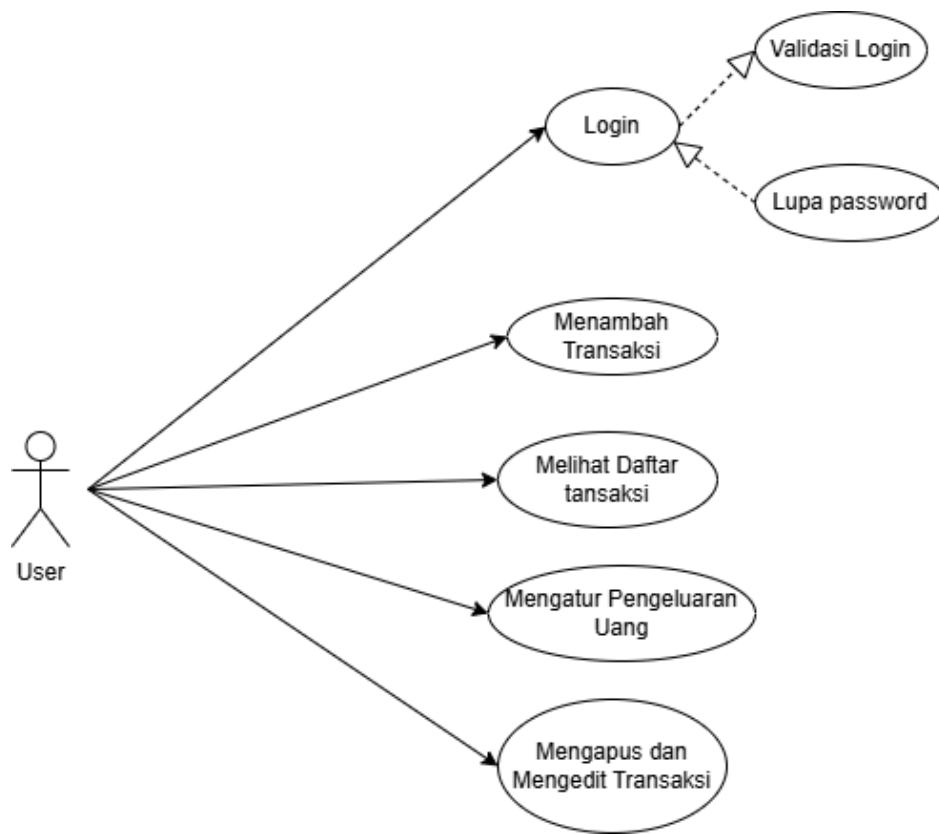 Validasi Login
Login
Lupa password
Menambah
Transaksi
Melihat Daftar
tansaksi
User
Mengatur Pengeluaran
Uang
Mengapus dan
Mengedit Transaksi